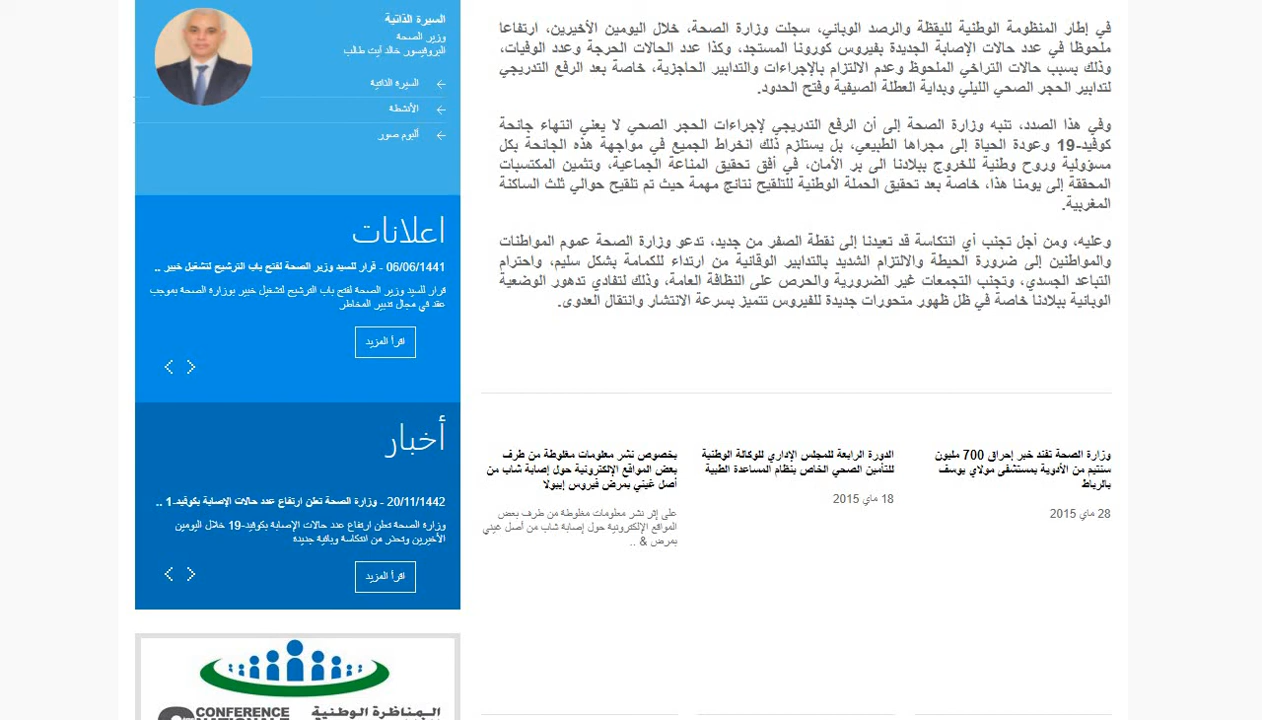 في إطار المنظومة الوطنية لليقظة والرصد الوبائي، سجلت وزارة الصحة، خلال اليومين الأخيرين، ارتفاعا
ملحوظا في عدد حالات الإصابة الجديدة بفيروس كورونا المستجد، وكذا عدد الحالات الحرجة وعدد الوفيات،
وذلك بسبب حالات التراخي الملحوظ وعدم الالتزام بالإجراءات والتدابير الحاجزية، خاصة بعد الرفع التدريجي
لتدابير الحجر الصحي الليلي وبداية العطلة الصيفية وفتح الحدود.
وفي هذا الصدد، تنبه وزارة الصحة إلى أن الرفع التدريجي لإجراءات الحجر الصحي لا يعني انتهاء جائحة
كوفيد-19 وعودة الحياة إلى مجراها الطبيعي، بل يستلزم ذلك انخراط الجميع في مواجهة هذه الجائحة بكل
مسؤولية وروح وطنية للخروج ببلادنا الى بر الأمان، في أفق تحقيق المناعة الجماعية، وتثمين المكتسبات
المحققة إلى يومنا هذا، خاصة بعد تحقيق الحملة الوطنية للتلقيح نتائج مهمة حيث تم تلقيح حوالي ثلث الساكنة
المغربية.
وعليه، ومن أجل تجنب أي انتكاسة قد تعيدنا إلى نقطة الصفر من جديد، تدعو وزارة الصحة عموم المواطنات
والمواطنين إلى ضرورة الحيطة والالتزام الشديد بالتدابير الوقائية من ارتداء للكمامة بشكل سليم، واحترام
التباعد الجسدي، وتجنب التجمعات غير الضرورية والحرص على النظافة العامة، وذلك لتفادي تدهور الوضعية
الوبائية ببلادنا خاصة في ظل ظهور متحورات جديدة للفيروس تتميز بسرعة الانتشار وانتقال العدوى.
وزارة الصحة تفند خبر إحراق 700 مليون
سنتيم من الأدوية بمستشفى مولاي يوسف
بالرباط
28 ماي 2015
الدورة الرابعة للمجلس الإداري للوكالة الوطنية
للتأمين الصحي الخاص بنظام المساعدة الطبية
18 ماي 2015
بخصوص نشر معلومات مغلوطة من طرف
بعض المواقع الإلكترونية حول إصابة شاب من
أصل غيني بمرض فيروس إيبولا
على إثر نشر معلومات مغلوطة من طرف بعض
المواقع الإلكترونية حول إصابة شاب من أصل غيني
بمرض & ..
السيرة الذاتية
وزير الصحة
البروفيسور خالد آيت طالب
السيرة الذاتية
الأنشطة
ألبوم صور
اعلانات
06/06/1441 - قرار للسيد وزير الصحة لفتح باب الترشيح لتشغيل خبير ..
قرار للسيد وزير الصحة لفتح باب الترشيح لتشغيل خبير بوزارة الصحة بموجب
عقد في مجال تدبير المخاطر
اقرأ المزيد
أخبار
20/11/1442 - وزارة الصحة تعلن ارتفاع عدد حالات الإصابة بكوفيد-1 ..
وزارة الصحة تعلن ارتفاع عدد حالات الإصابة بكوفيد-19 خلال اليومين
الأخيرين وتحذر من انتكاسة وبائية جديدة
اقرأ المزيد
المناظرة الوطنية
CONFERENCE